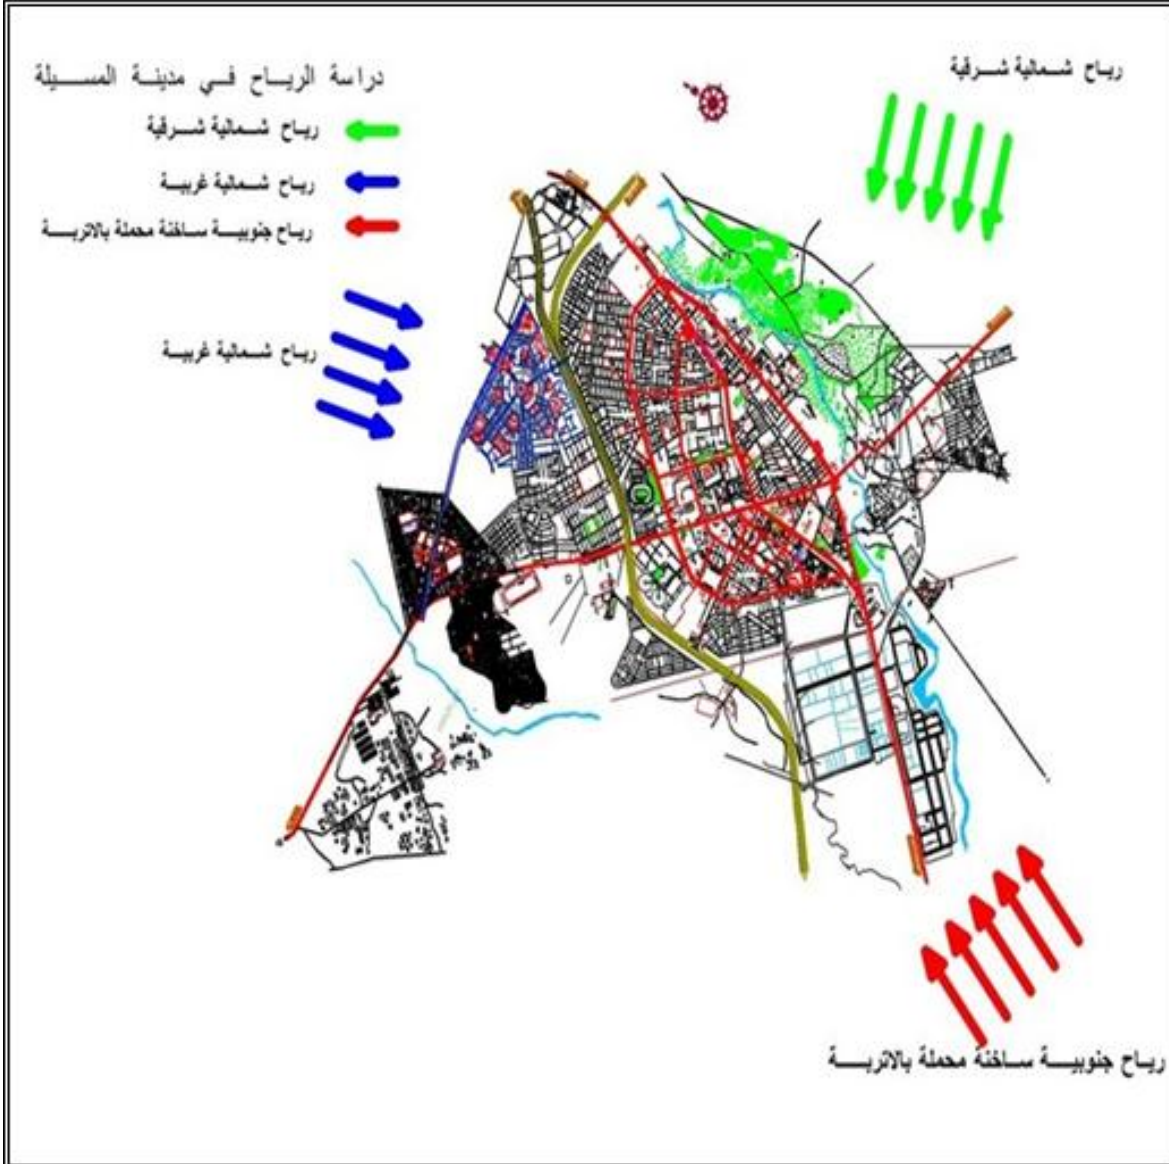 دراسة الرياح في مدينة المسيلة
رياح شمالية شرقية
رياح شمالية غربية
رياح جنوبية ساخنة محملة بالاتربة
رياح شمالية شرقية
رياح شمالية غربية
رياح جنوبية ساخنة محملة بالاتربة